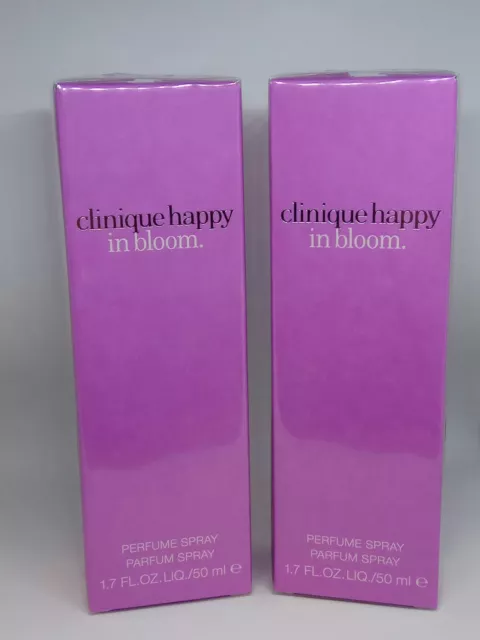 clinique happy
in bloom.
PERFUME SPRAY
PARFUM SPRAY
1.7 FL.OZ.LIQ./50 ml ℮
clinique happy
in bloom.
PERFUME SPRAY
PARFUM SPRAY
1.7 FL.OZ.LIQ./50 ml ℮